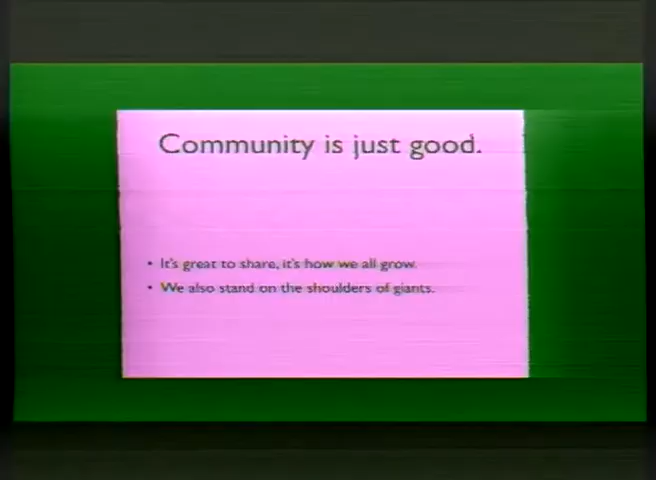 Community is just good.
• It's great to share, it's how we all grow.
• We also stand on the shoulders of giants.